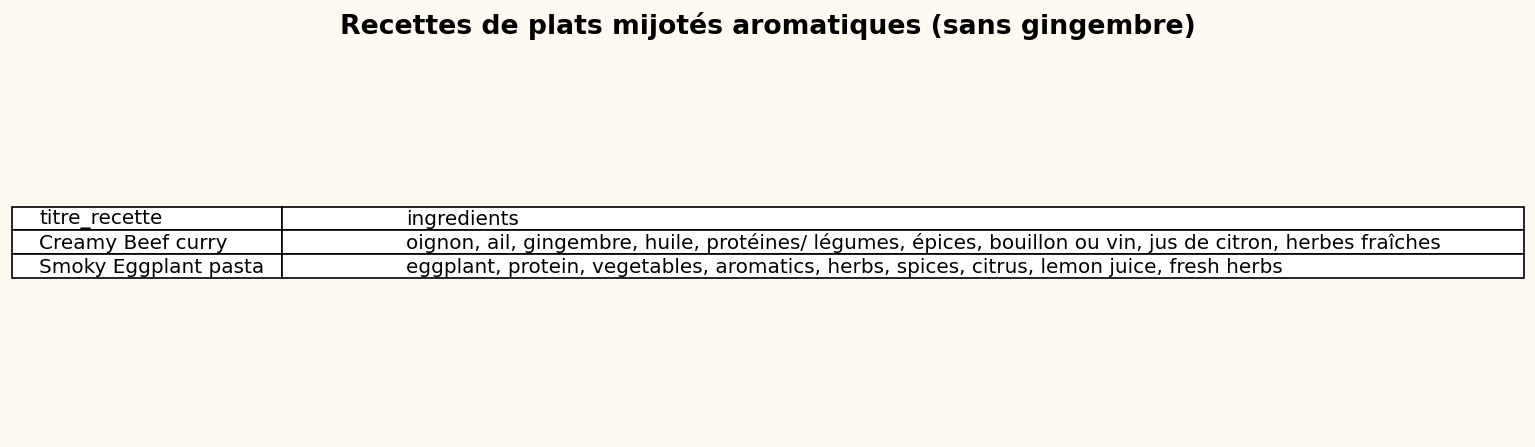 Recettes de plats mijotés aromatiques (sans gingembre)
titre_recette ingredients
Creamy Beef curry oignon, ail, gingembre, huile, protéines/ légumes, épices, bouillon ou vin, jus de citron, herbes fraîches
Smoky Eggplant pasta eggplant, protein, vegetables, aromatics, herbs, spices, citrus, lemon juice, fresh herbs